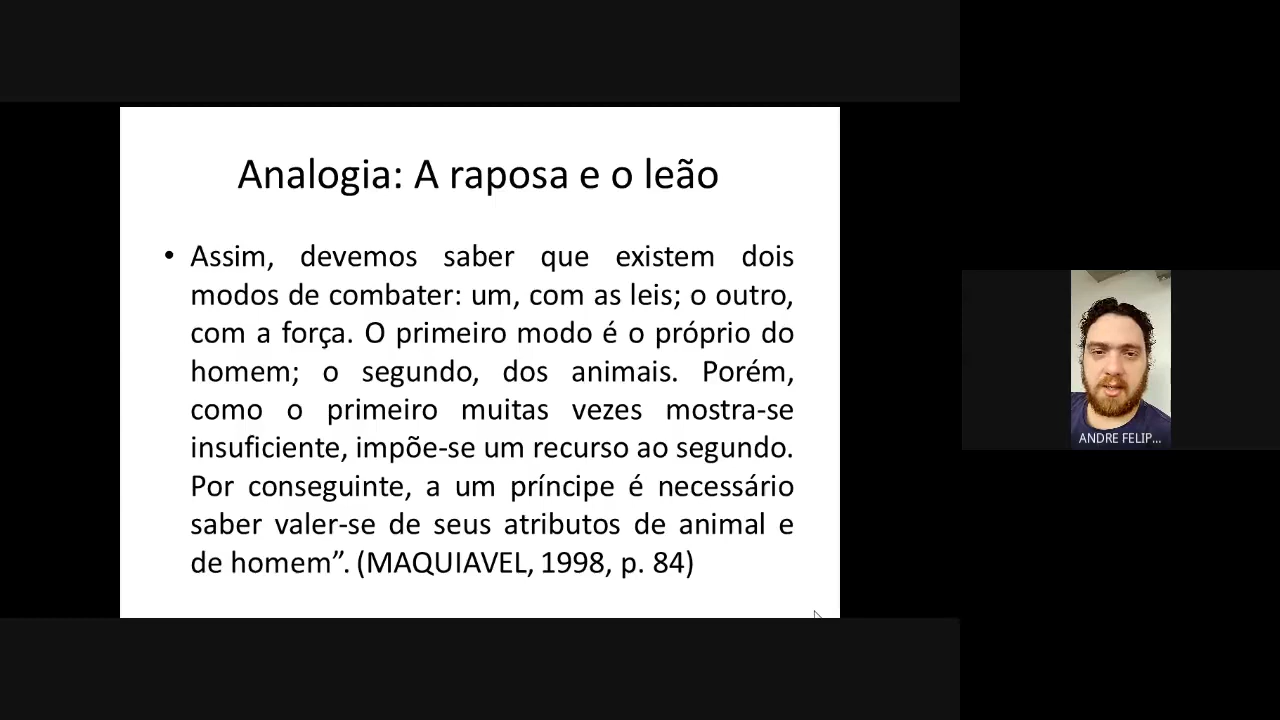 Analogia: A raposa e o leão
• Assim, devemos saber que existem dois
modos de combater: um, com as leis; o outro,
com a força. O primeiro modo é o próprio do
homem; o segundo, dos animais. Porém,
como o primeiro muitas vezes mostra-se
insuficiente, impõe-se um recurso ao segundo.
Por conseguinte, a um príncipe é necessário
saber valer-se de seus atributos de animal e
de homem”. (MAQUIAVEL, 1998, p. 84)
ANDRE FELIP...